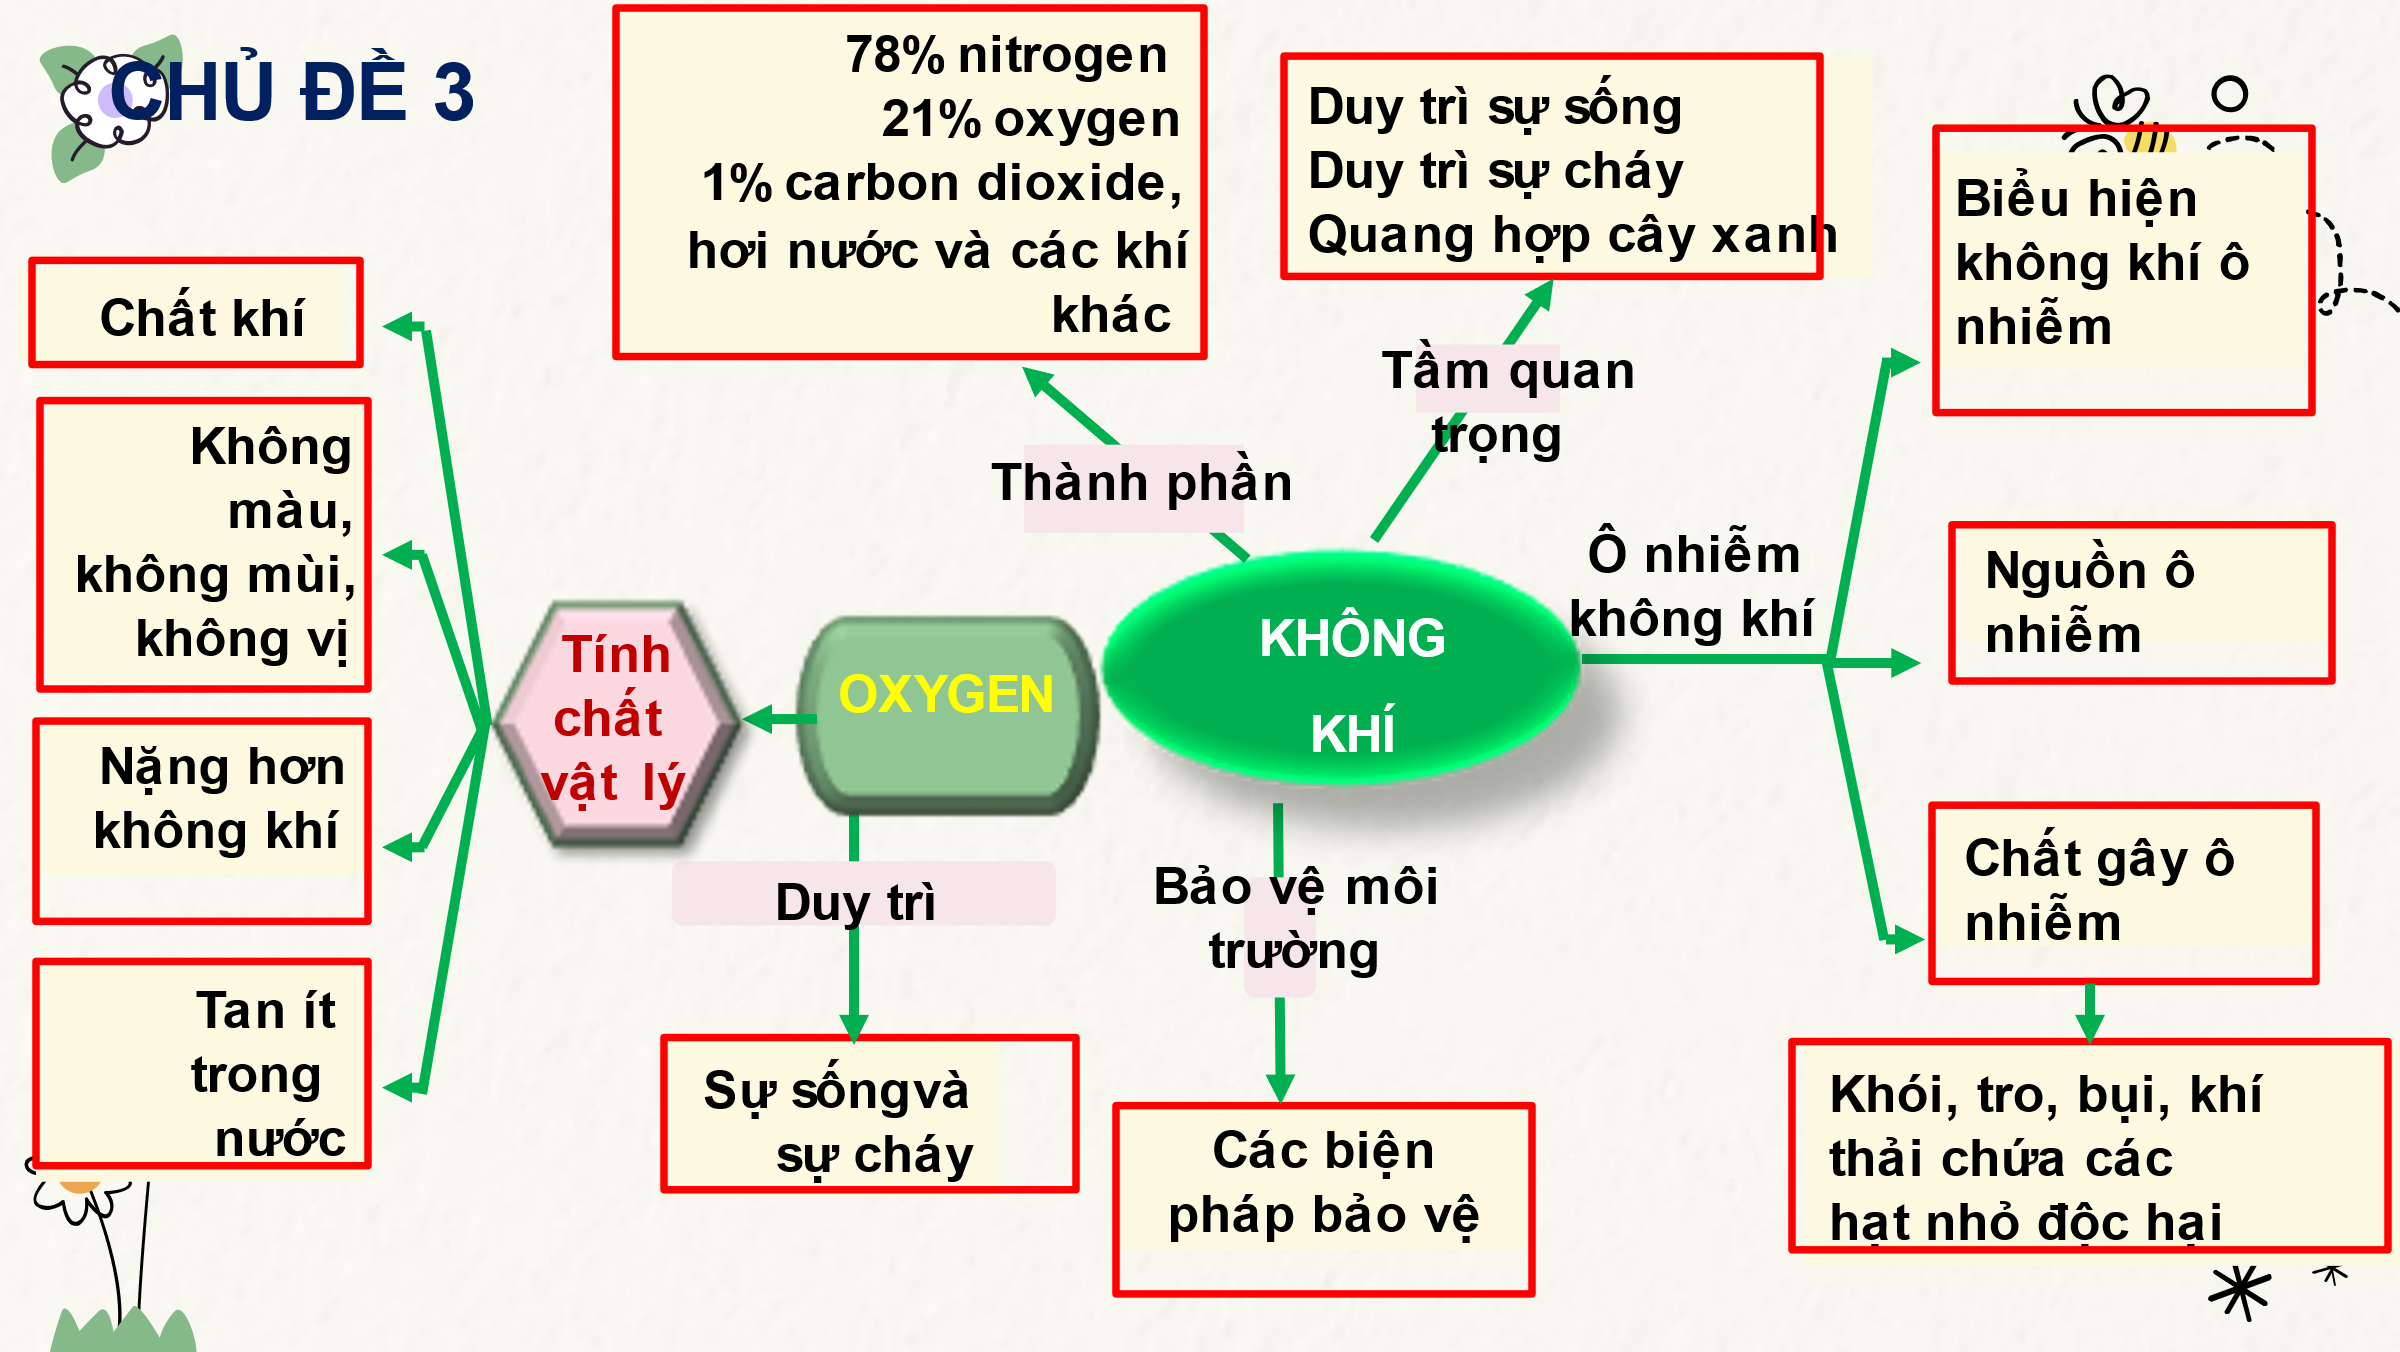 CHỦ ĐỀ 3
78% nitrogen
21% oxygen
1% carbon dioxide,
hơi nước và các khí
khác
Duy trì sự sống
Duy trì sự cháy
Quang hợp cây xanh
Biểu hiện
không khí ô
nhiễm
Chất khí
Không
màu,
không mùi,
không vị
Nặng hơn
không khí
Tan ít
trong
nước
Tính
chất
vật lý
OXYGEN
Duy trì
Sự sốngvà
sự cháy
Thành phần
Tầm quan
trọng
KHÔNG
KHÍ
Bảo vệ môi
trường
Các biện
pháp bảo vệ
Ô nhiễm
không khí
Nguồn ô
nhiễm
Chất gây ô
nhiễm
Khói, tro, bụi, khí
thải chứa các
hạt nhỏ độc hại